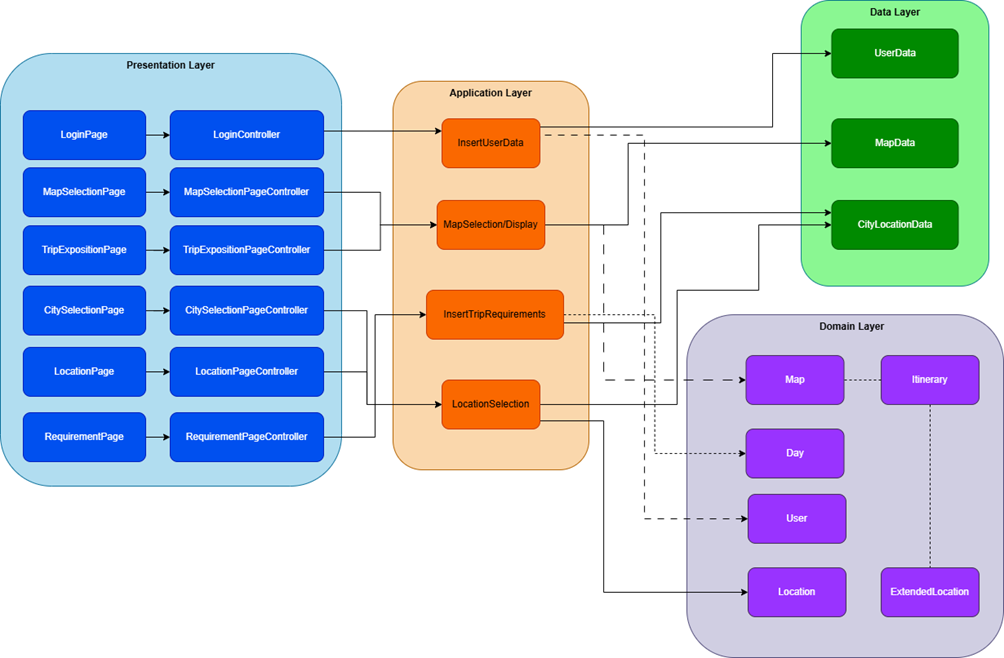 Presentation Layer
LoginPage
LoginController
MapSelectionPage
MapSelectionPageController
TripExpositionPage
TripExpositionPageController
CitySelectionPage
CitySelectionPageController
LocationPage
LocationPageController
RequirementPage
RequirementPageController
Application Layer
InsertUserData
MapSelection/Display
InsertTripRequirements
LocationSelection
Data Layer
UserData
MapData
CityLocationData
Domain Layer
Map
Itinerary
Day
User
Location
ExtendedLocation